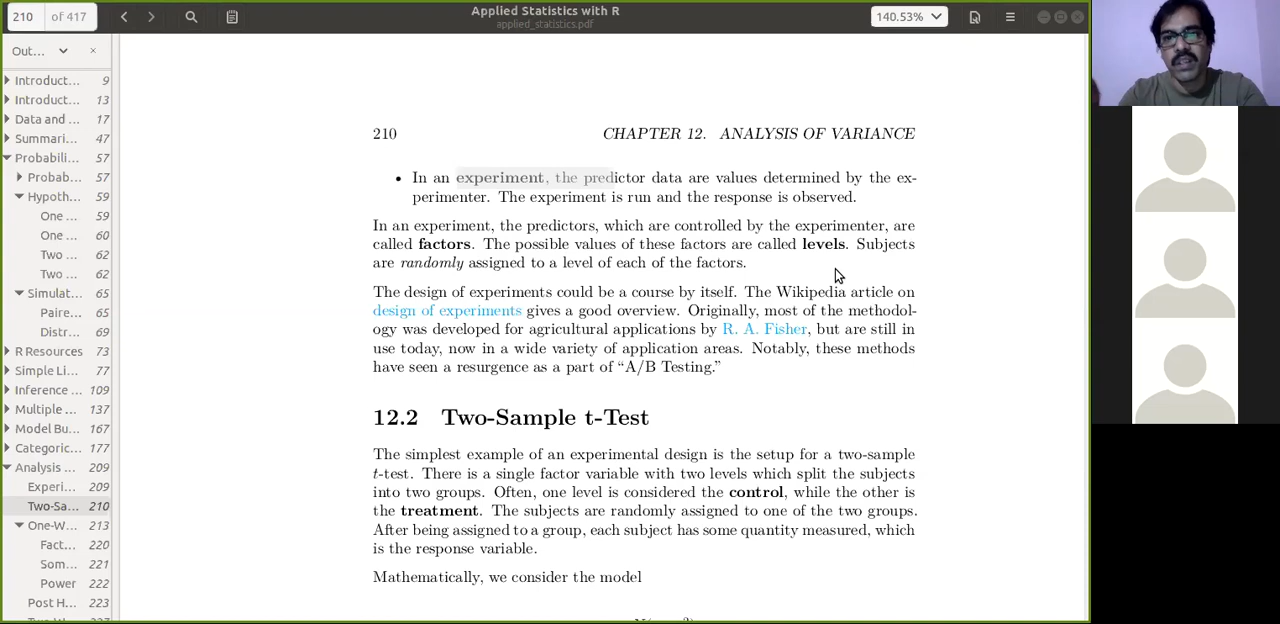 210 of 417
Applied Statistics with R
applied_statistics.pdf
140.53%
Out...
Introduct... 9
Introduct... 13
Data and ... 17
Summari... 47
Probabili... 57
Probab... 57
Hypoth... 59
One ... 59
One ... 60
Two ... 62
Two ... 62
Simulat... 65
Paire... 65
Distr... 69
R Resources 73
Simple Li... 77
Inference ... 109
Multiple ... 137
Model Bu... 167
Categoric... 177
Analysis ... 209
Experi... 209
Two-Sa... 210
One-W... 213
Fact... 220
Som... 221
Power 222
Post H... 223
210 CHAPTER 12. ANALYSIS OF VARIANCE
• In an experiment, the predictor data are values determined by the ex-
perimenter. The experiment is run and the response is observed.
In an experiment, the predictors, which are controlled by the experimenter, are
called factors. The possible values of these factors are called levels. Subjects
are randomly assigned to a level of each of the factors.
The design of experiments could be a course by itself. The Wikipedia article on
design of experiments gives a good overview. Originally, most of the methodol-
ogy was developed for agricultural applications by R. A. Fisher, but are still in
use today, now in a wide variety of application areas. Notably, these methods
have seen a resurgence as a part of “A/B Testing.”
12.2 Two-Sample t-Test
The simplest example of an experimental design is the setup for a two-sample
t-test. There is a single factor variable with two levels which split the subjects
into two groups. Often, one level is considered the control, while the other is
the treatment. The subjects are randomly assigned to one of the two groups.
After being assigned to a group, each subject has some quantity measured, which
is the response variable.
Mathematically, we consider the model